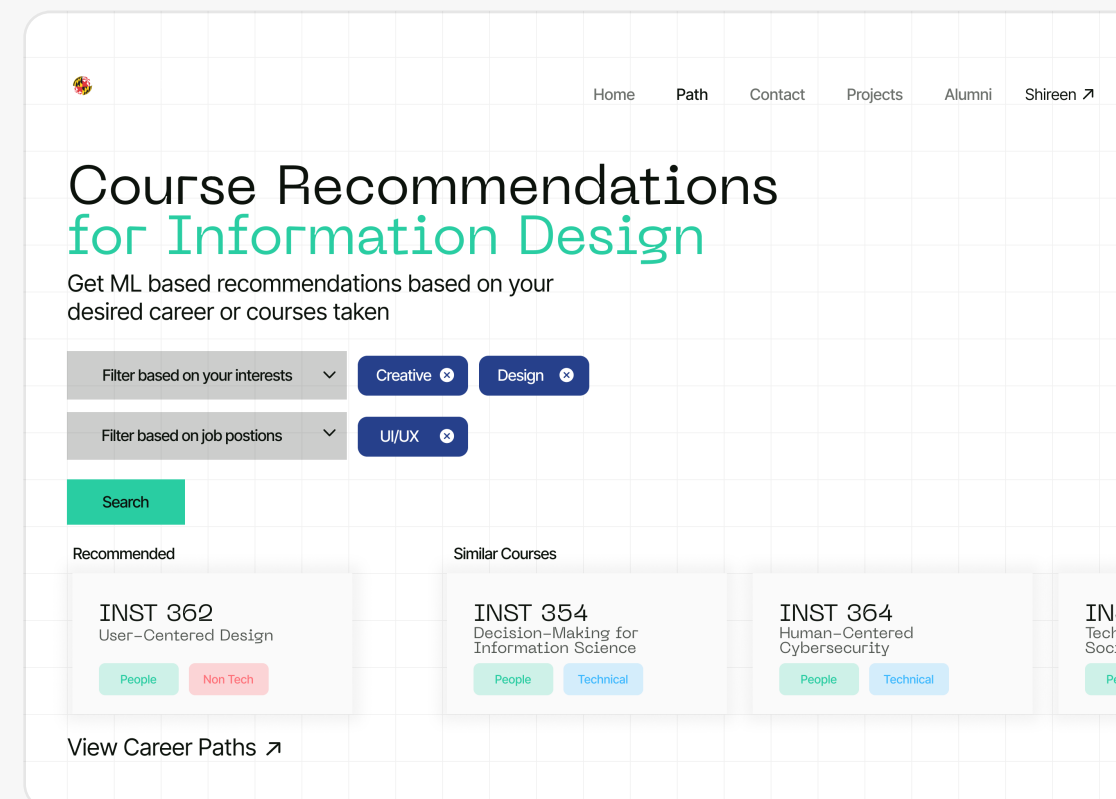 Home Path Contact Projects Alumni Shireen
Course Recommendations
for Information Design
Get ML based recommendations based on your
desired career or courses taken
Filter based on your interests
Creative
Design
Filter based on job postions
UI/UX
Search
Recommended
INST 362
User-Centered Design
People
Non Tech
Similar Courses
INST 354
Decision-Making for
Information Science
People
Technical
INST 364
Human-Centered
Cybersecurity
People
Technical
View Career Paths